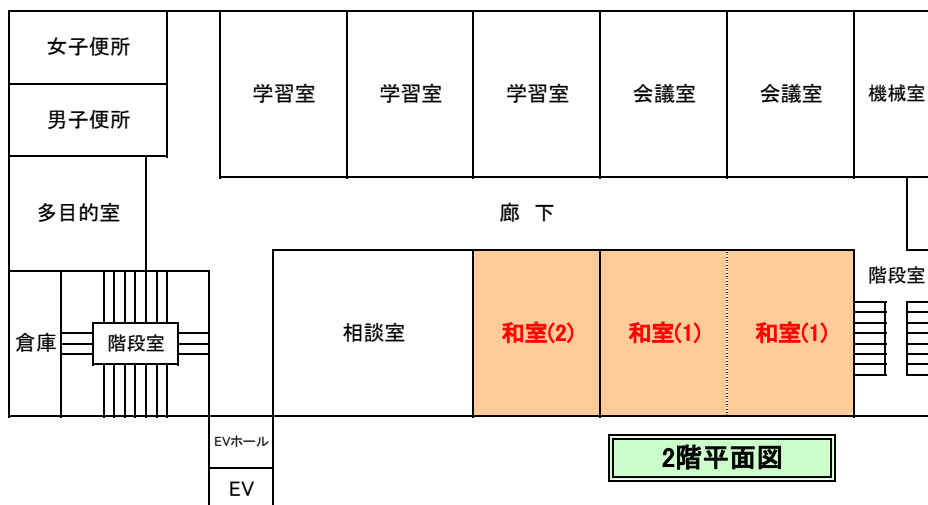 女子便所
男子便所
学習室
学習室
学習室
会議室
会議室
機械室
多目的室
廊 下
倉庫
階段室
相談室
和室(2)
和室(1)
和室(1)
階段室
EVホール
EV
2階平面図